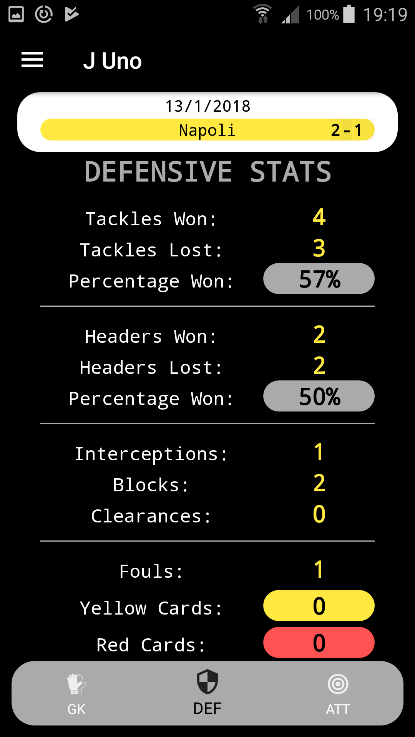 100% 19:19
J Uno
13/1/2018
Napoli 2-1
DEFENSIVE STATS
Tackles Won: 4
Tackles Lost: 3
Percentage Won: 57%
Headers Won: 2
Headers Lost: 2
Percentage Won: 50%
Interceptions: 1
Blocks: 2
Clearances: 0
Fouls: 1
Yellow Cards: 0
Red Cards: 0
GK DEF ATT